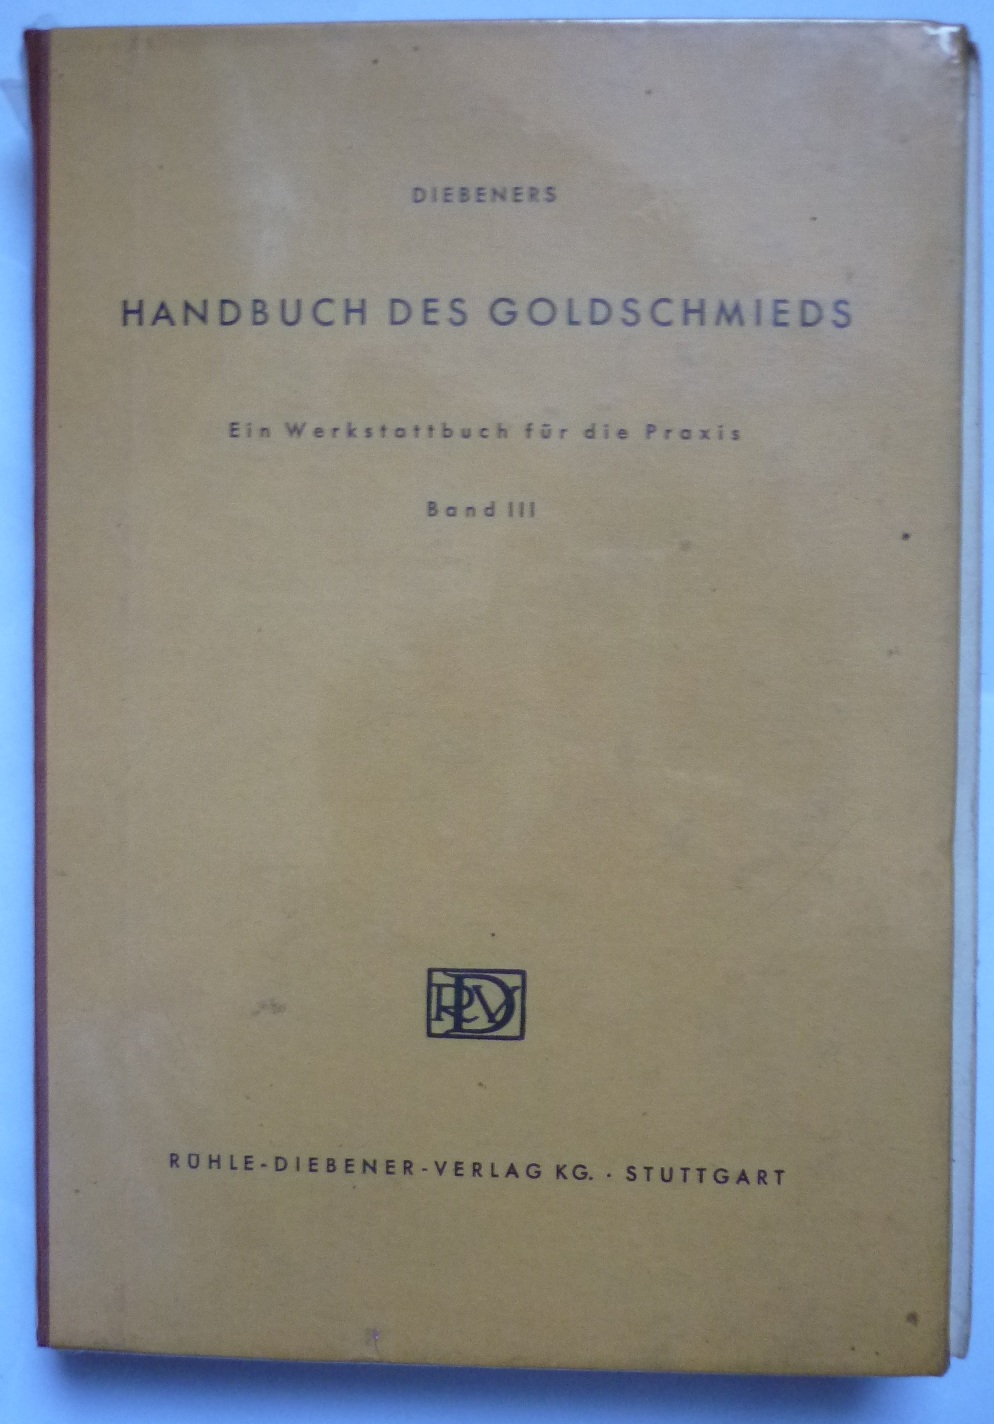 DIEBENERS
HANDBUCH DES GOLDSCHMIEDS
Ein Werkstattbuch für die Praxis
Band III
RDV
RÜHLE-DIEBENER-VERLAG KG. · STUTTGART